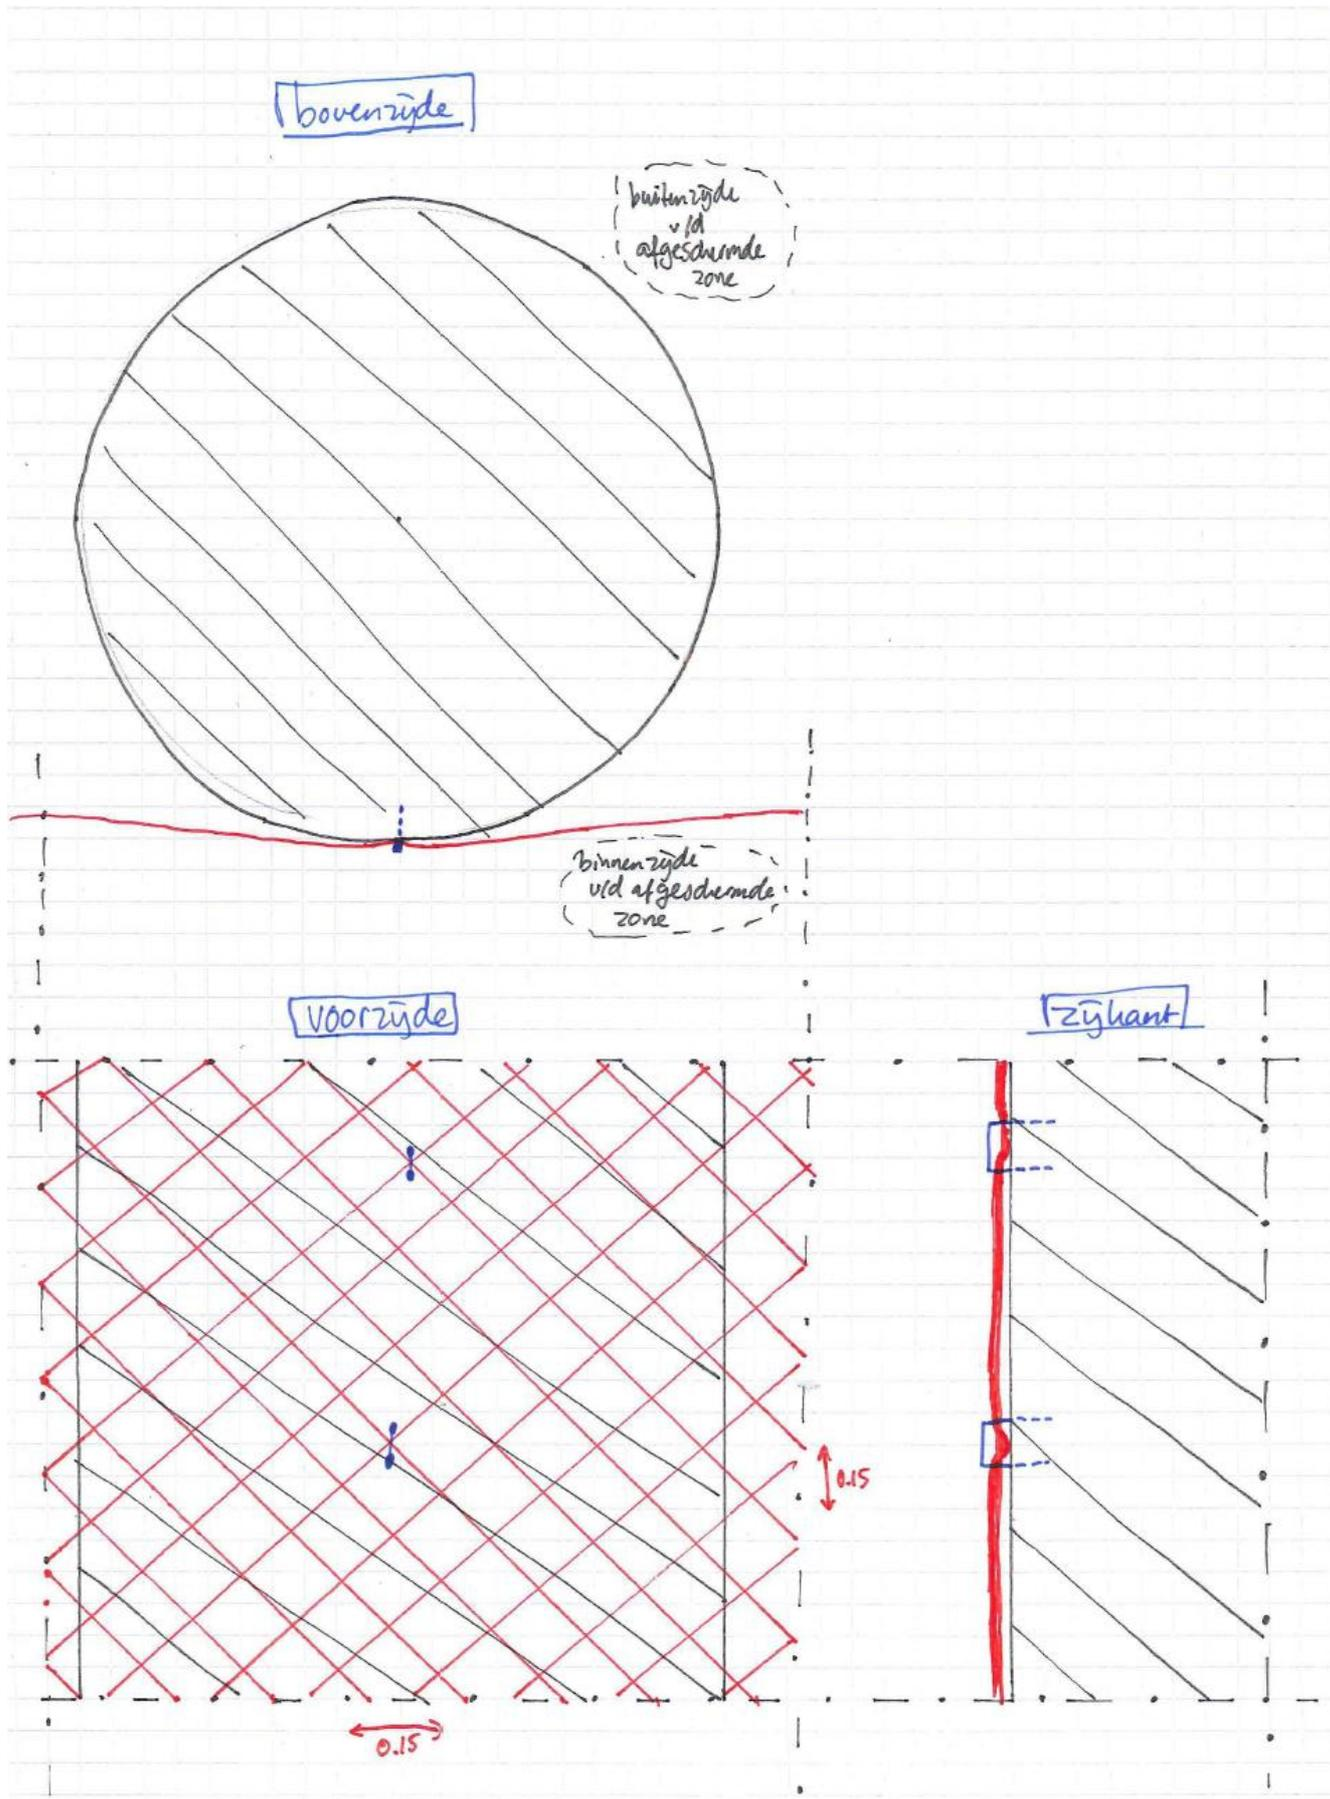 bovenzijde
buitenzijde
v/d
afgeschermde
zone
binnenzijde
v/d afgeschermde
zone
voorzijde
zijkant
0.15
0.15